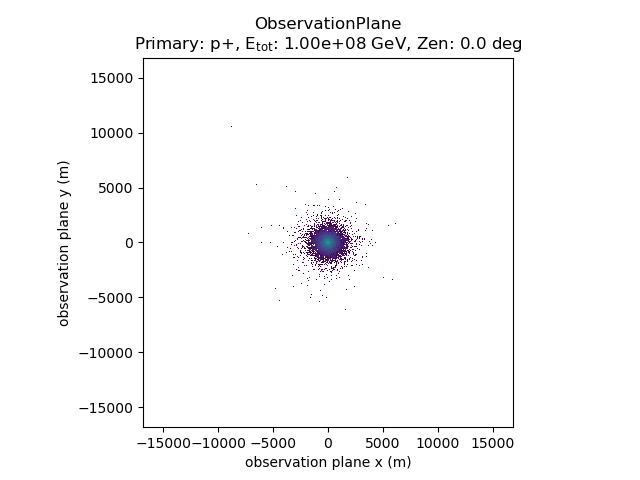 ObservationPlane
Primary: p+, E_tot: 1.00e+08 GeV, Zen: 0.0 deg
15000
10000
5000
0
−5000
−10000
−15000
observation plane y (m)
−15000 −10000 −5000 0 5000 10000 15000
observation plane x (m)